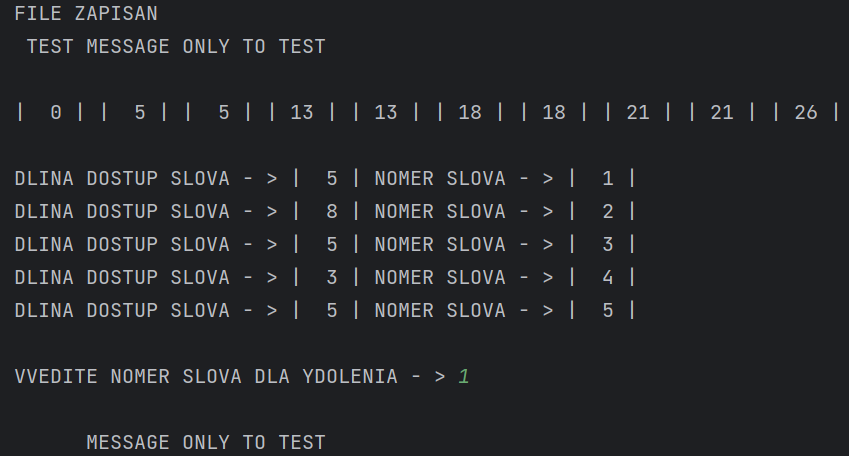 FILE ZAPISAN
TEST MESSAGE ONLY TO TEST
|  0 | |  5 | |  5 | | 13 | | 13 | | 18 | | 18 | | 21 | | 21 | | 26 |
DLINA DOSTUP SLOVA - > |  5 | NOMER SLOVA - > |  1 |
DLINA DOSTUP SLOVA - > |  8 | NOMER SLOVA - > |  2 |
DLINA DOSTUP SLOVA - > |  5 | NOMER SLOVA - > |  3 |
DLINA DOSTUP SLOVA - > |  3 | NOMER SLOVA - > |  4 |
DLINA DOSTUP SLOVA - > |  5 | NOMER SLOVA - > |  5 |
VVEDITE NOMER SLOVA DLA YDOLENIA - > 1
MESSAGE ONLY TO TEST